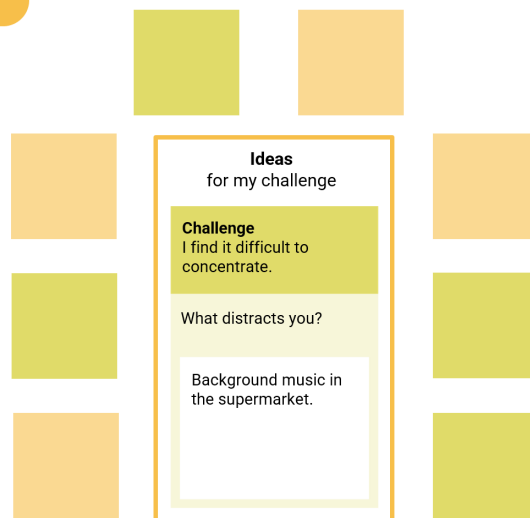 Ideas
for my challenge
Challenge
I find it difficult to
concentrate.
What distracts you?
Background music in
the supermarket.